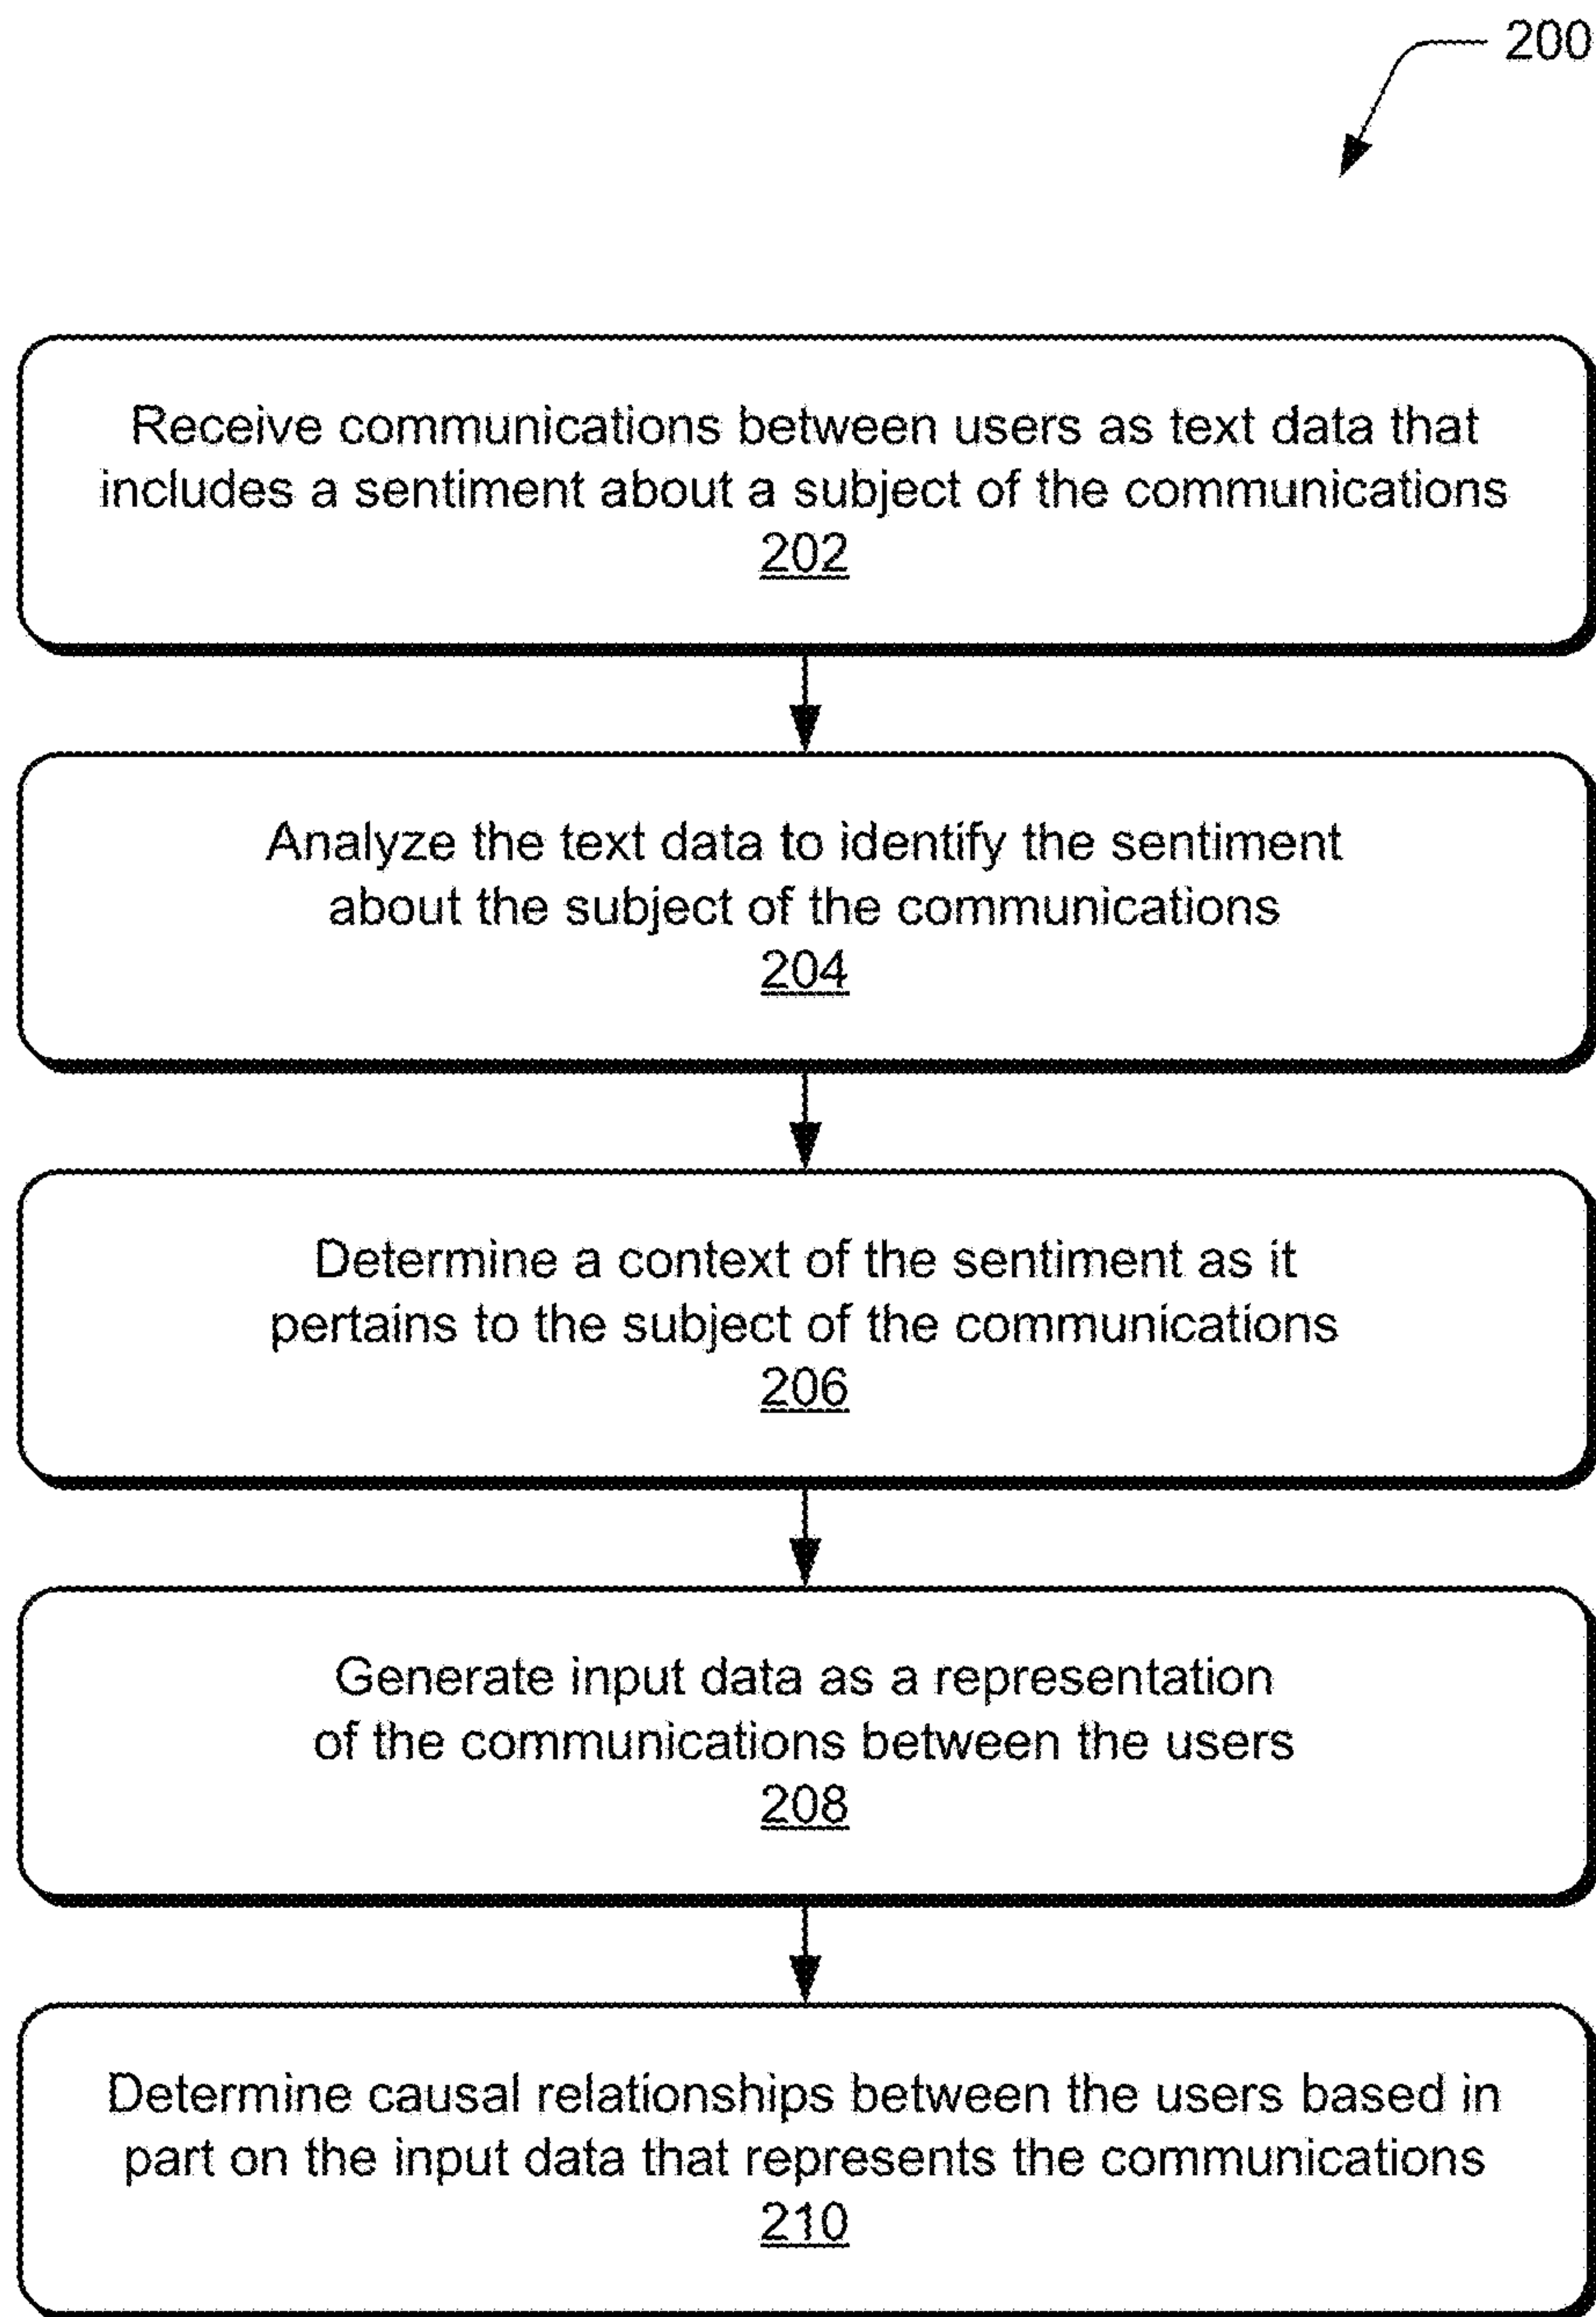 200
Receive communications between users as text data that
includes a sentiment about a subject of the communications
202
Analyze the text data to identify the sentiment
about the subject of the communications
204
Determine a context of the sentiment as it
pertains to the subject of the communications
206
Generate input data as a representation
of the communications between the users
208
Determine causal relationships between the users based in
part on the input data that represents the communications
210